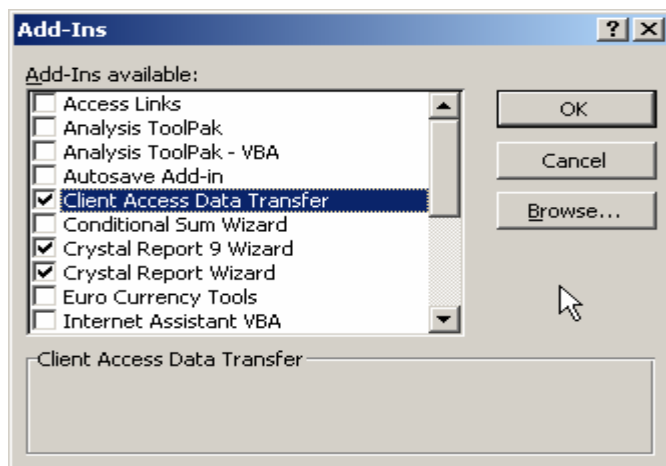 Add-Ins
?
Add-Ins available:
Access Links
Analysis ToolPak
Analysis ToolPak - VBA
Autosave Add-in
Client Access Data Transfer
Conditional Sum Wizard
Crystal Report 9 Wizard
Crystal Report Wizard
Euro Currency Tools
Internet Assistant VBA
OK
Cancel
Browse...
Client Access Data Transfer